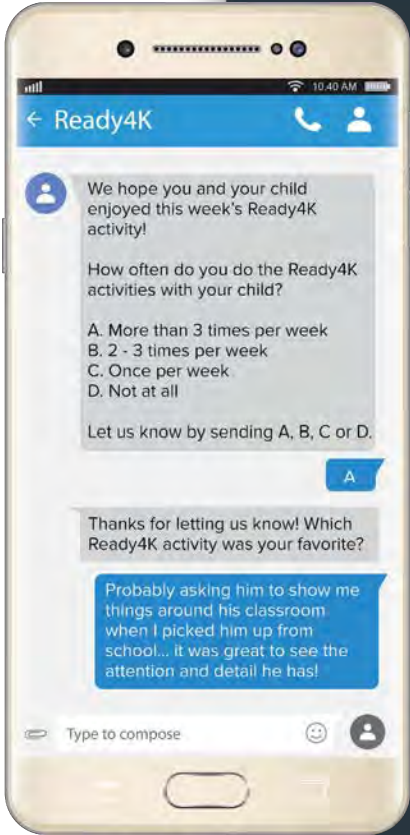 10.40 AM
← Ready4K
We hope you and your child
enjoyed this week's Ready4K
activity!
How often do you do the Ready4K
activities with your child?
A. More than 3 times per week
B. 2 - 3 times per week
C. Once per week
D. Not at all
Let us know by sending A, B, C or D.
A
Thanks for letting us know! Which
Ready4K activity was your favorite?
Probably asking him to show me
things around his classroom
when I picked him up from
school... it was great to see the
attention and detail he has!
Type to compose